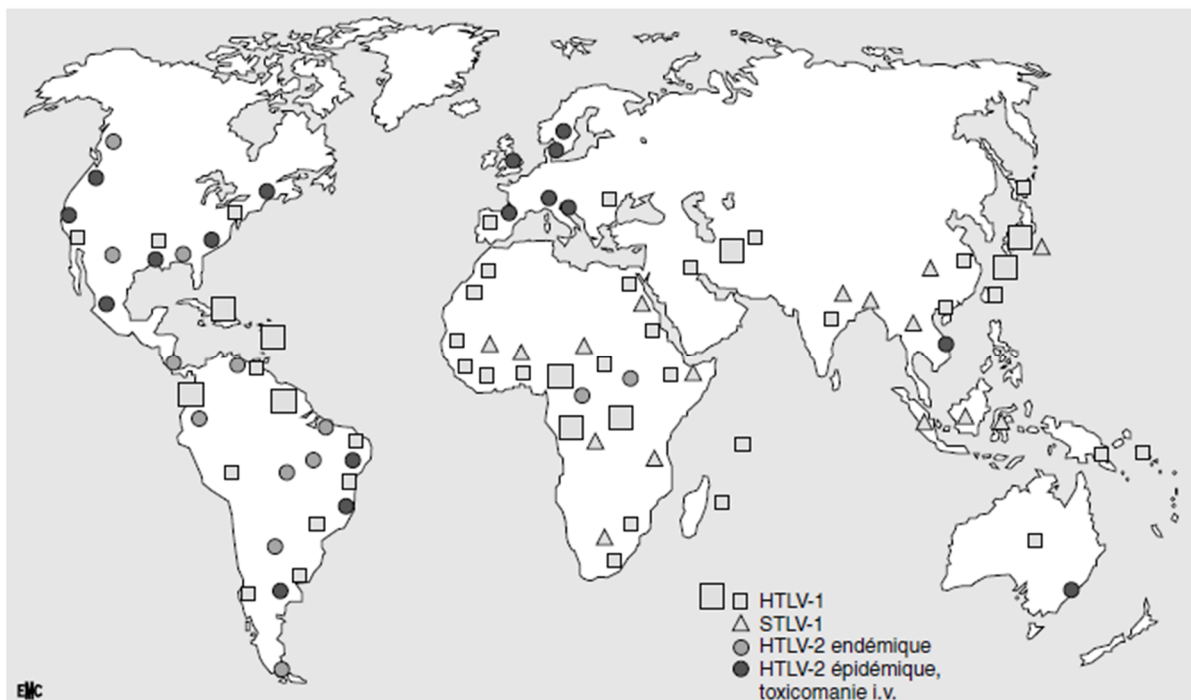 HTLV-1
STLV-1
HTLV-2 endémique
HTLV-2 épidémique,
toxicomanie i.v.
EMC